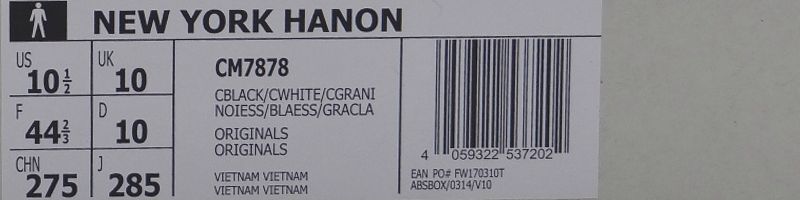 NEW YORK HANON
US 10 1/2
UK 10
F 44 2/3
D 10
CHN 275
J 285
CM7878
CBLACK/CWHITE/CGRANI
NOIESS/BLAESS/GRACLA
ORIGINALS
ORIGINALS
VIETNAM VIETNAM
VIETNAM VIETNAM
4 059322 537202
EAN PO# FW170310T
ABSBOX/0314/V10